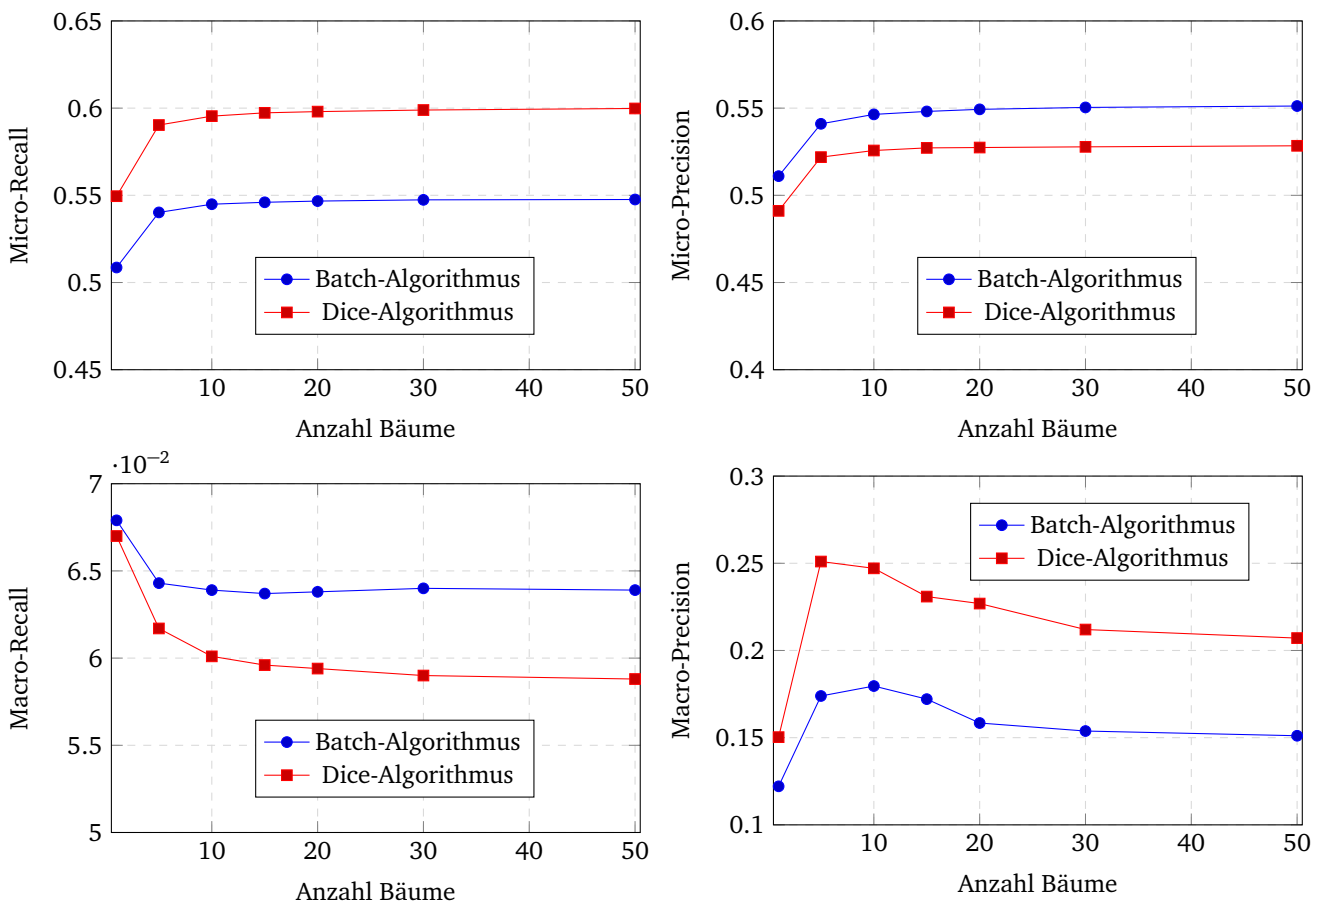 0.65
0.6
0.55
0.5
0.45
Micro-Recall
Batch-Algorithmus
Dice-Algorithmus
10 20 30 40 50
Anzahl Bäume
0.6
0.55
0.5
0.45
0.4
Micro-Precision
Batch-Algorithmus
Dice-Algorithmus
10 20 30 40 50
Anzahl Bäume
·10−2
7
6.5
6
5.5
5
Macro-Recall
Batch-Algorithmus
Dice-Algorithmus
10 20 30 40 50
Anzahl Bäume
0.3
0.25
0.2
0.15
0.1
Macro-Precision
Batch-Algorithmus
Dice-Algorithmus
10 20 30 40 50
Anzahl Bäume